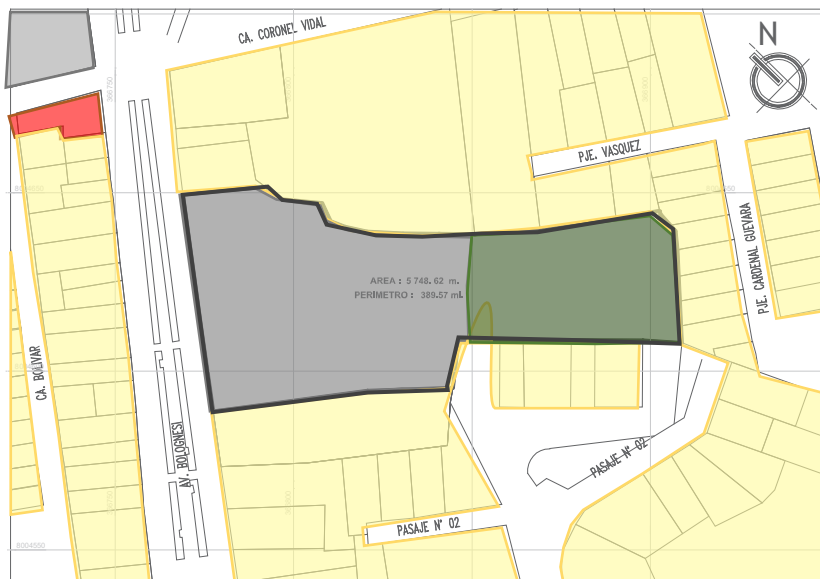 CA. CORONEL VIDAL
N
PJE. VASQUEZ
PJE. CARDENAL GUEVARA
AREA : 5 748. 62 m.
PERIMETRO : 389.57 ml.
CA. BOLIVAR
AV. BOLOGNESI
PASAJE N° 02
PASAJE N° 02
8004550